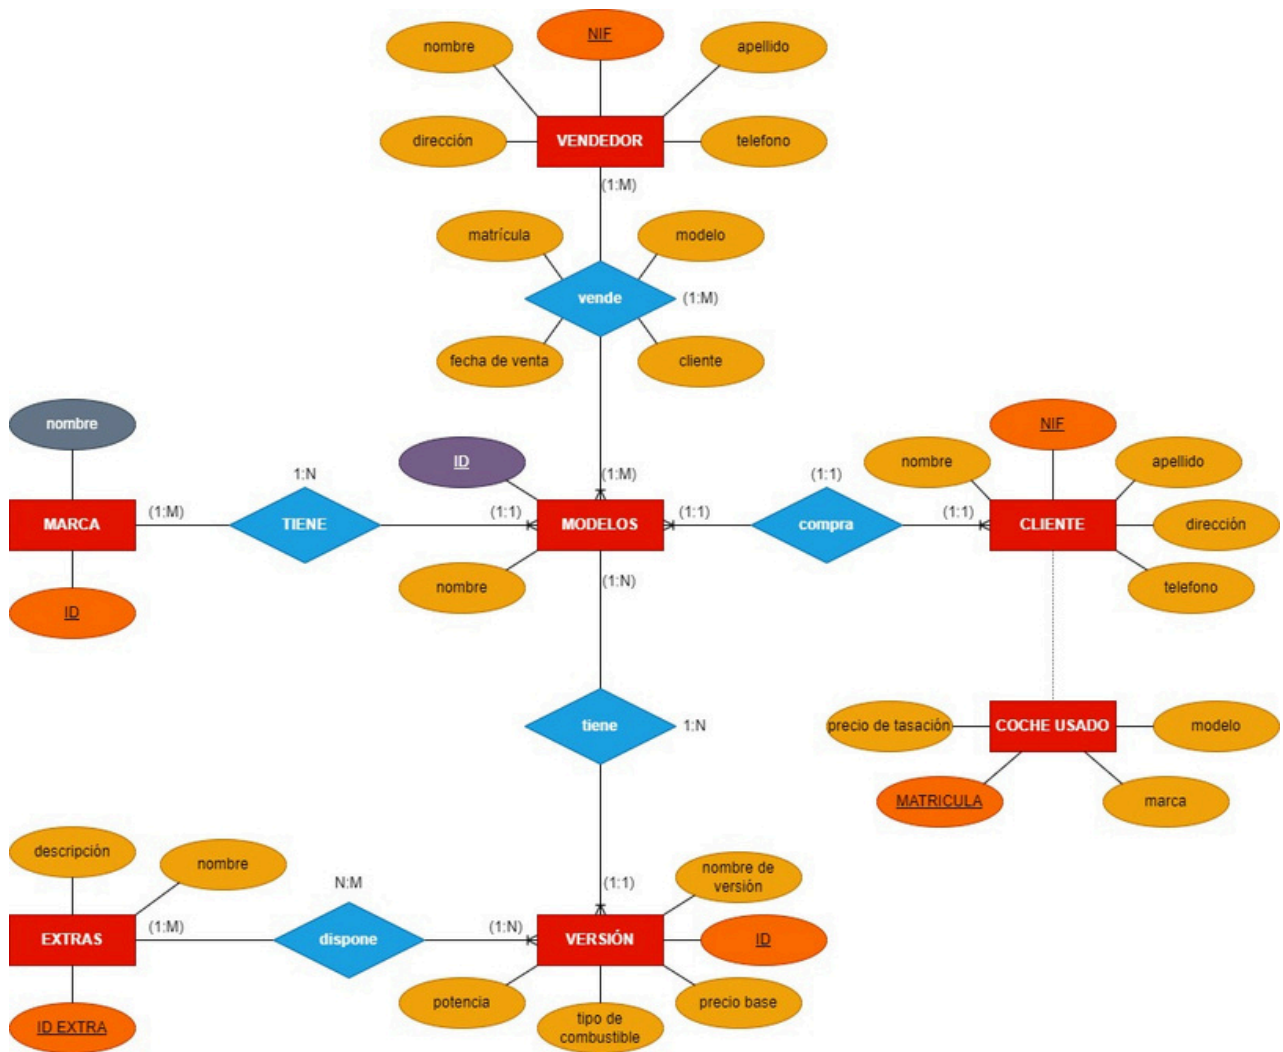 NIF
nombre
apellido
dirección
VENDEDOR
telefono
(1:M)
matrícula
modelo
vende
(1:M)
fecha de venta
cliente
nombre
NIF
ID
nombre
apellido
1:N
(1:M)
MARCA
(1:M)
TIENE
(1:1)
MODELOS
(1:1)
(1:1)
compra
(1:1)
CLIENTE
dirección
ID
nombre
(1:N)
telefono
tiene
1:N
precio de tasación
COCHE USADO
modelo
MATRICULA
marca
descripción
nombre
N:M
(1:1)
nombre de
versión
EXTRAS
(1:M)
dispone
(1:N)
VERSIÓN
ID
ID EXTRA
potencia
tipo de
combustible
precio base